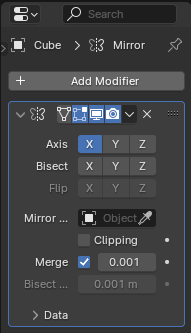 Search
Cube > Mirror
+ Add Modifier
Axis X Y Z
Bisect X Y Z
Flip X Y Z
Mirror ... Object
Clipping
Merge 0.001
Bisect ... 0.001 m
Data